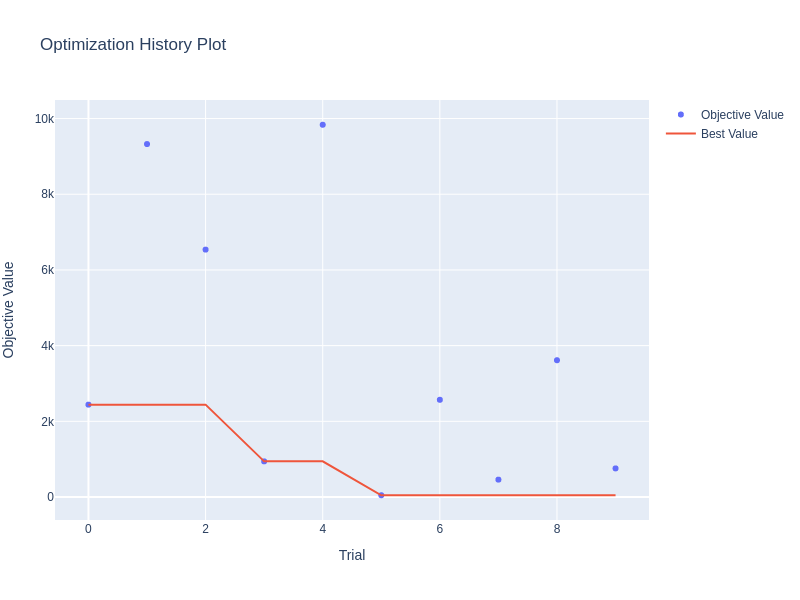 Optimization History Plot
Objective Value
Best Value
10k
8k
6k
4k
2k
0
Objective Value
0 2 4 6 8
Trial